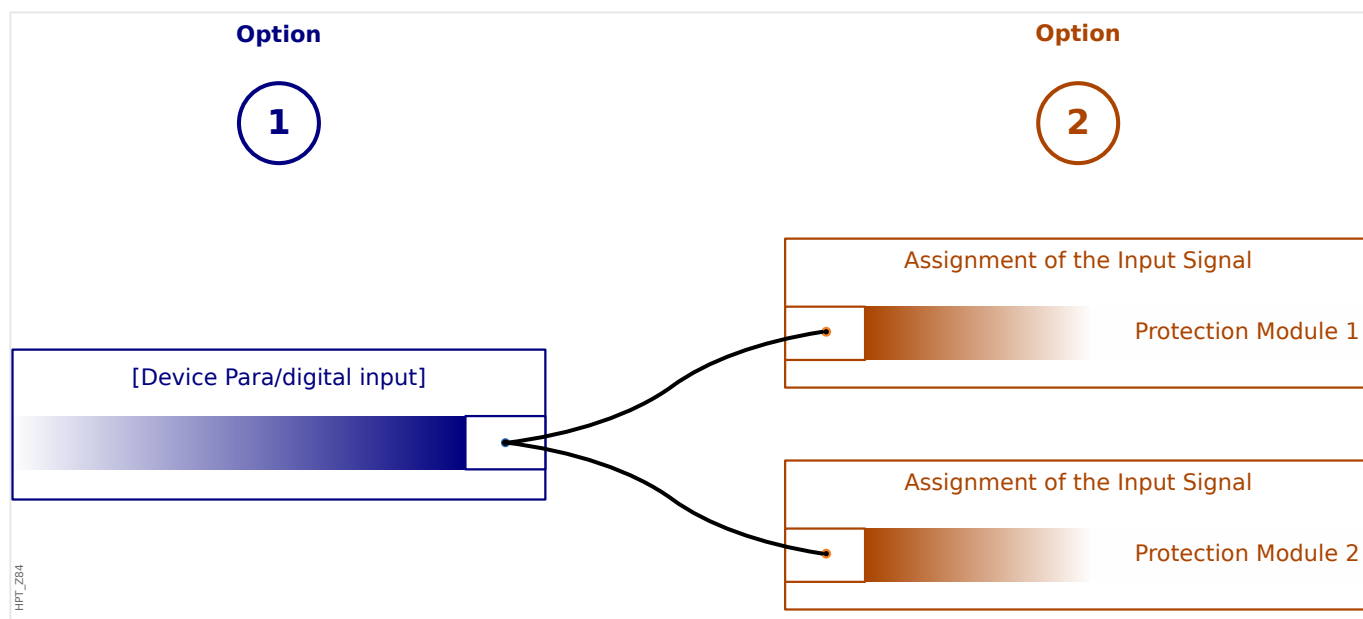 Option
1
[Device Para/digital input]
Option
2
Assignment of the Input Signal
Protection Module 1
Assignment of the Input Signal
Protection Module 2
HPT_Z84